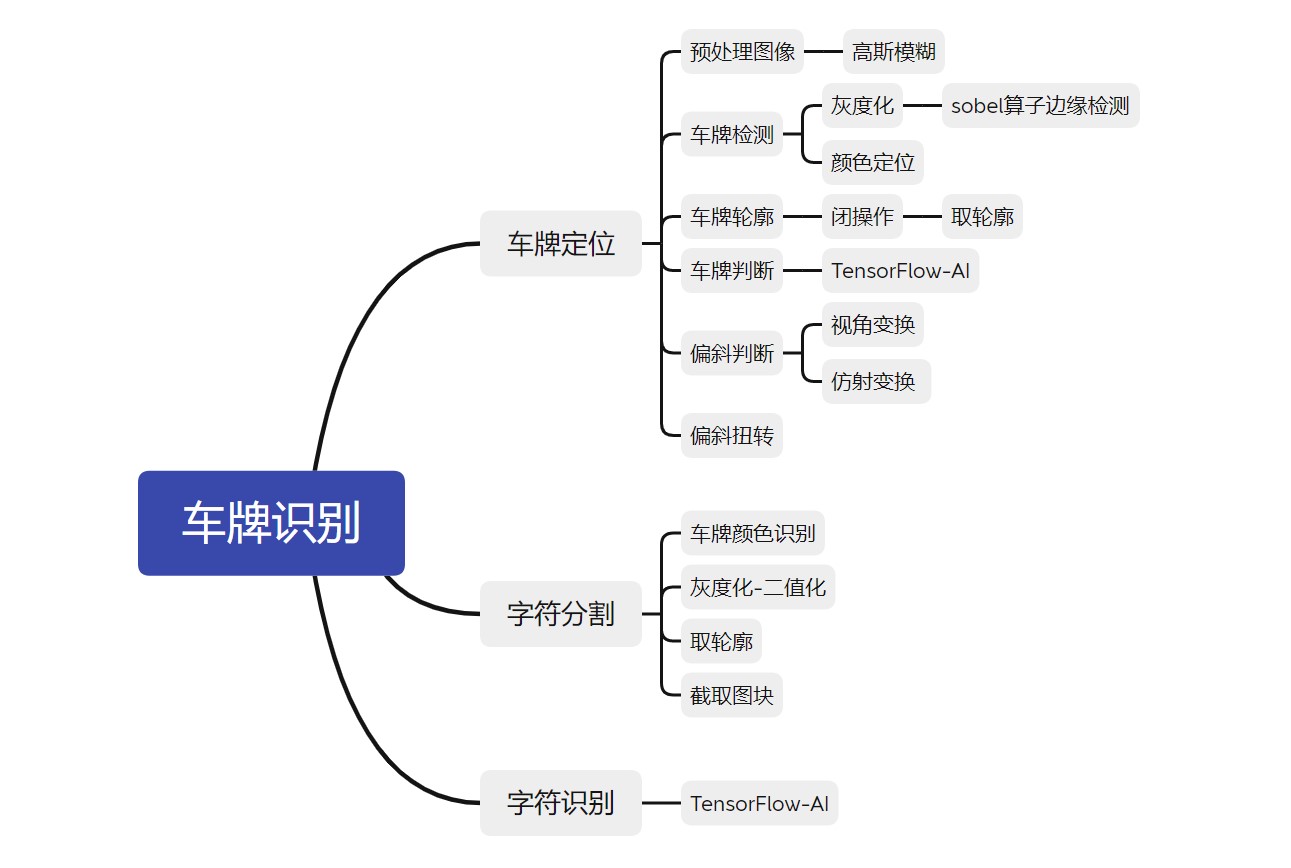 车牌识别
车牌定位
预处理图像
高斯模糊
车牌检测
灰度化
sobel算子边缘检测
颜色定位
车牌轮廓
闭操作
取轮廓
车牌判断
TensorFlow-AI
偏斜判断
视角变换
仿射变换
偏斜扭转
字符分割
车牌颜色识别
灰度化-二值化
取轮廓
截取图块
字符识别
TensorFlow-AI